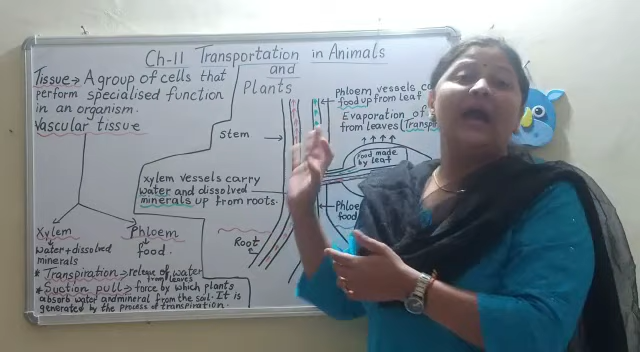 Ch-11 Transportation in Animals
and
Plants
Tissue→ A group of cells that
perform specialised function
in an organism.
Vascular tissue
Xylem
Phloem
water+dissolved
minerals
food.
* Transpiration→ release of water
from leaves
* Suction pull→ force by which plants
absorb water and mineral from the soil. It is
generated by the process of transpiration.
Stem
xylem vessels carry
water and dissolved
minerals up from roots.
Root
Phloem vessels
food up from leaf
Evaporation of
from leaves
food made
by leaf